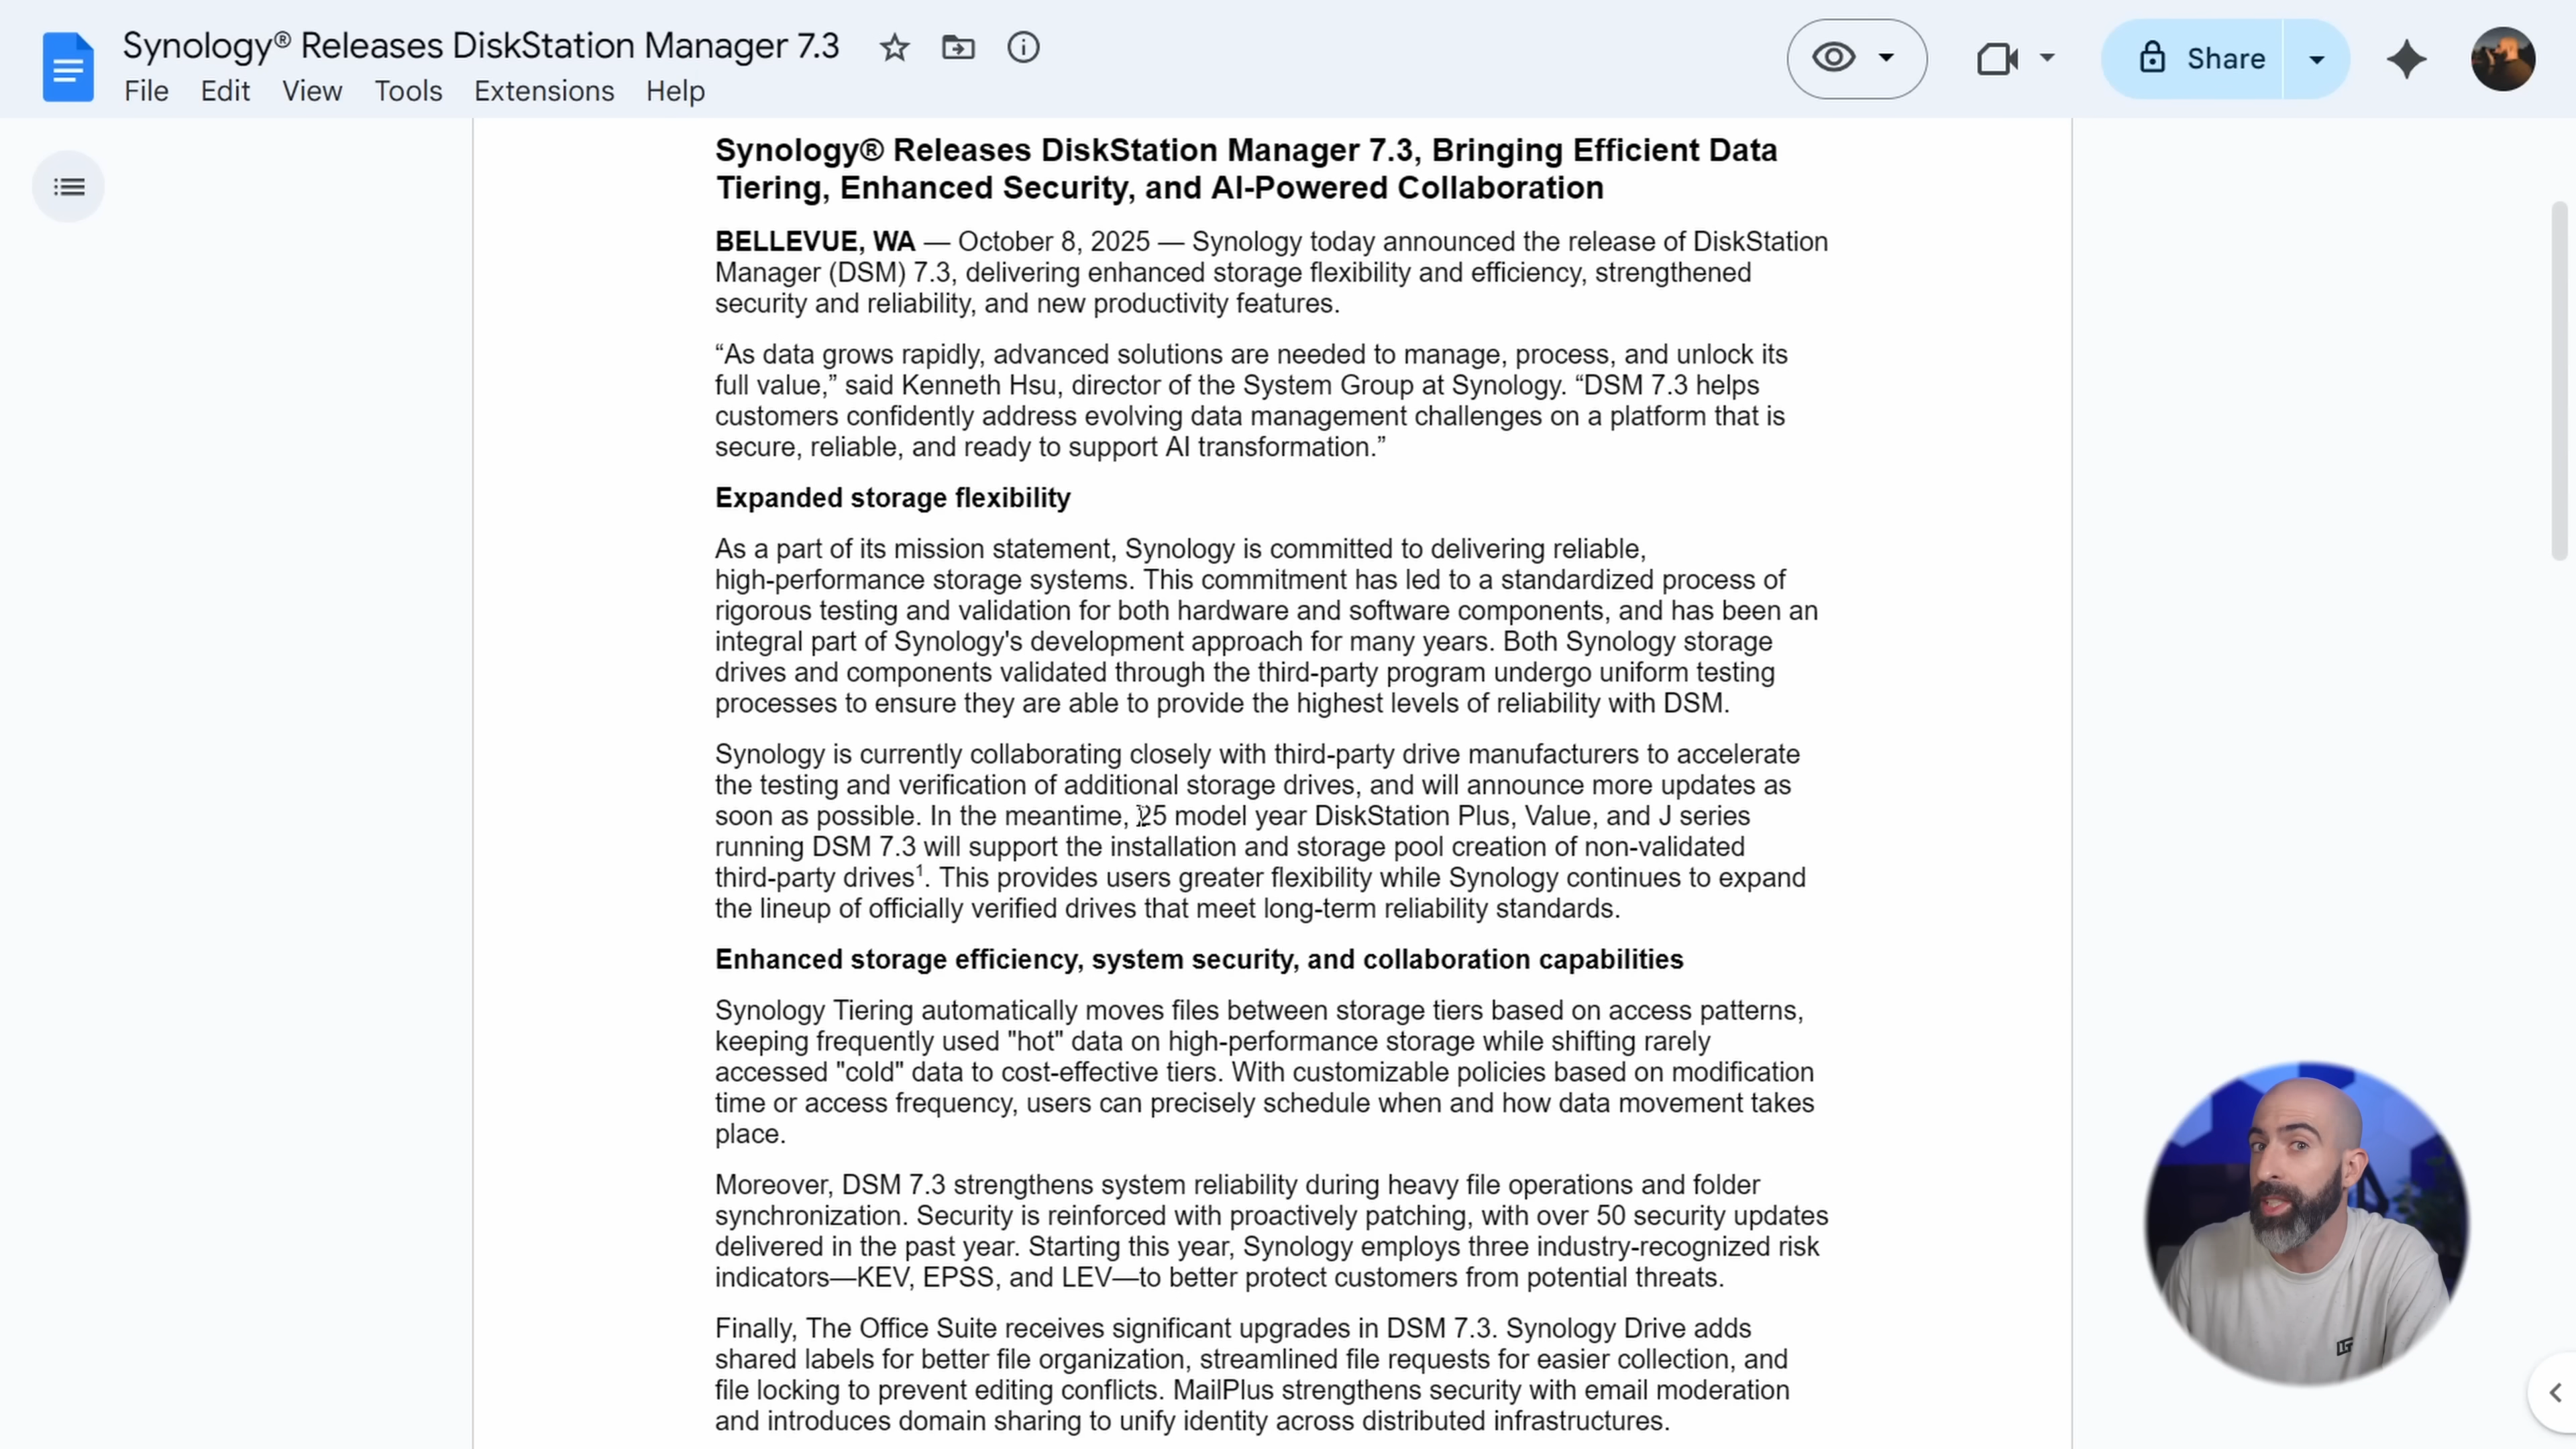 Synology® Releases DiskStation Manager 7.3
File Edit View Tools Extensions Help
Share
Synology® Releases DiskStation Manager 7.3, Bringing Efficient Data
Tiering, Enhanced Security, and AI-Powered Collaboration
BELLEVUE, WA — October 8, 2025 — Synology today announced the release of DiskStation
Manager (DSM) 7.3, delivering enhanced storage flexibility and efficiency, strengthened
security and reliability, and new productivity features.
“As data grows rapidly, advanced solutions are needed to manage, process, and unlock its
full value,” said Kenneth Hsu, director of the System Group at Synology. “DSM 7.3 helps
customers confidently address evolving data management challenges on a platform that is
secure, reliable, and ready to support AI transformation.”
Expanded storage flexibility
As a part of its mission statement, Synology is committed to delivering reliable,
high-performance storage systems. This commitment has led to a standardized process of
rigorous testing and validation for both hardware and software components, and has been an
integral part of Synology's development approach for many years. Both Synology storage
drives and components validated through the third-party program undergo uniform testing
processes to ensure they are able to provide the highest levels of reliability with DSM.
Synology is currently collaborating closely with third-party drive manufacturers to accelerate
the testing and verification of additional storage drives, and will announce more updates as
soon as possible. In the meantime, 25 model year DiskStation Plus, Value, and J series
running DSM 7.3 will support the installation and storage pool creation of non-validated
third-party drives¹. This provides users greater flexibility while Synology continues to expand
the lineup of officially verified drives that meet long-term reliability standards.
Enhanced storage efficiency, system security, and collaboration capabilities
Synology Tiering automatically moves files between storage tiers based on access patterns,
keeping frequently used "hot" data on high-performance storage while shifting rarely
accessed "cold" data to cost-effective tiers. With customizable policies based on modification
time or access frequency, users can precisely schedule when and how data movement takes
place.
Moreover, DSM 7.3 strengthens system reliability during heavy file operations and folder
synchronization. Security is reinforced with proactively patching, with over 50 security updates
delivered in the past year. Starting this year, Synology employs three industry-recognized risk
indicators—KEV, EPSS, and LEV—to better protect customers from potential threats.
Finally, The Office Suite receives significant upgrades in DSM 7.3. Synology Drive adds
shared labels for better file organization, streamlined file requests for easier collection, and
file locking to prevent editing conflicts. MailPlus strengthens security with email moderation
and introduces domain sharing to unify identity across distributed infrastructures.